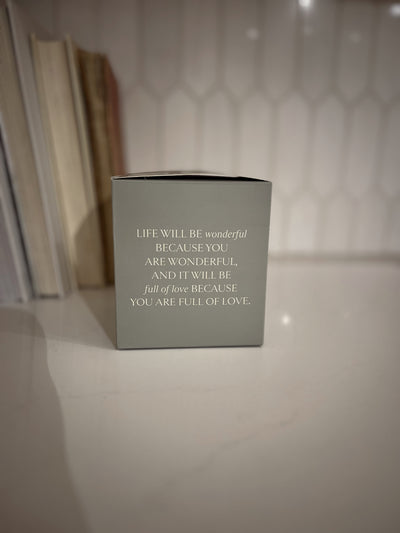 LIFE WILL BE wonderful
BECAUSE YOU
ARE WONDERFUL,
AND IT WILL BE
full of love BECAUSE
YOU ARE FULL OF LOVE.